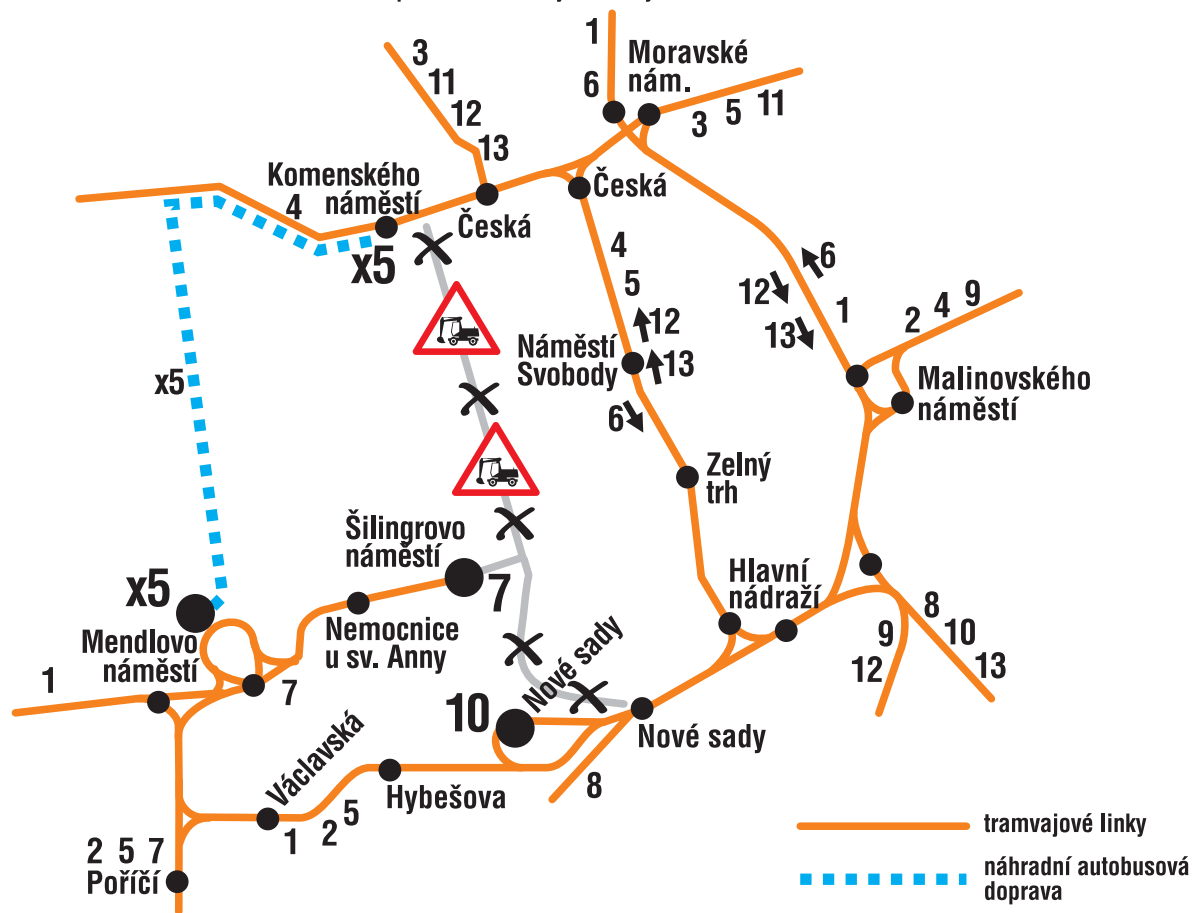 1
6
Moravské
nám.
3
11
12
13
3 5 11
Komenského
náměstí
4
x5
Česká
Česká
4
5
12
13
6
Náměstí
Svobody
6
12
13
1
2 4 9
Malinovského
náměstí
x5
Zelný
trh
Šilingrovo
náměstí
7
Hlavní
nádraží
x5
Mendlovo
náměstí
Nemocnice
u sv. Anny
1
7
8
10
13
9
12
Nové sady
10
Nové sady
8
Václavská
Hybešova
1 2 5
2 5 7
Poříčí
tramvajové linky
náhradní autobusová
doprava